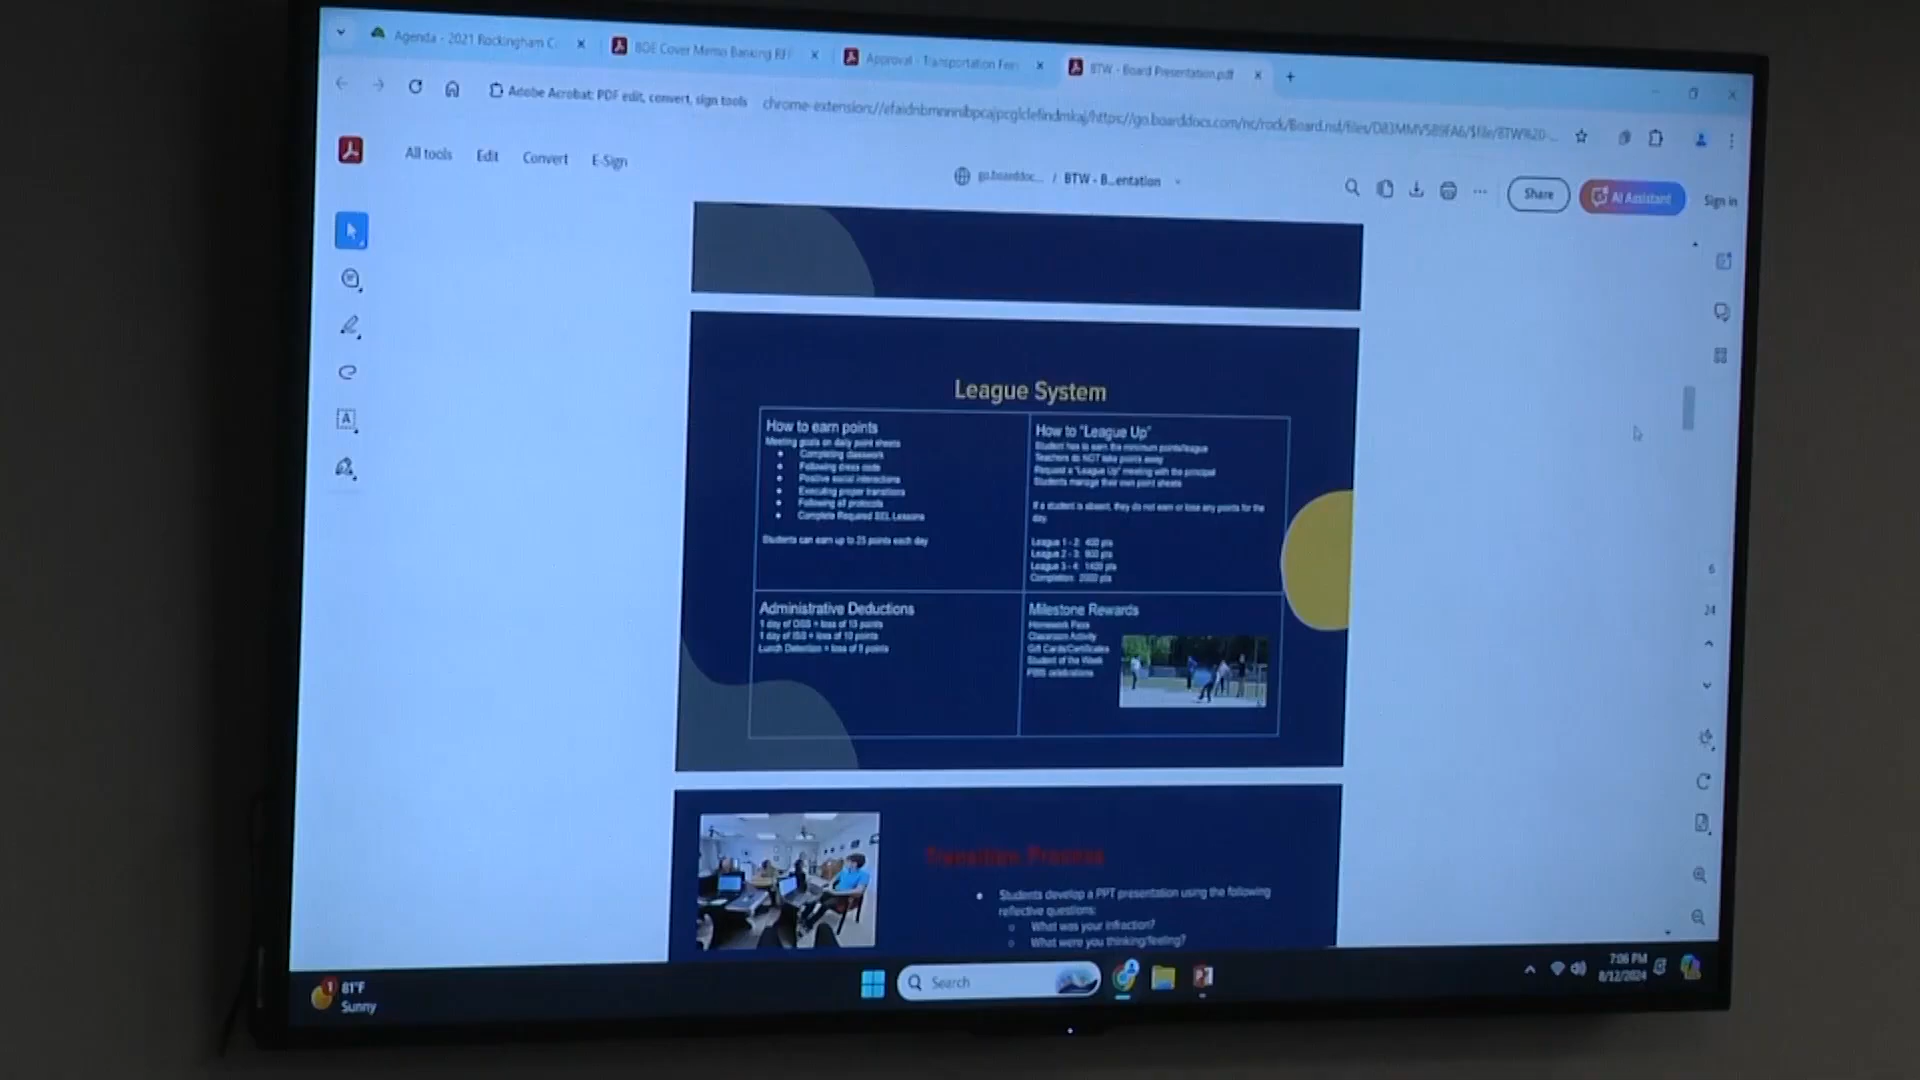 Agenda - 2021 Rockingham C
BOE Cover Memo Banking RF
Approval - Transportation Fee
BTW - Board Presentation.pdf
Adobe Acrobat: PDF edit, convert, sign tools
All tools
Edit
Convert
E-Sign
go.boarddoc... / BTW - B...entation
Share
AI Assistant
Sign in
League System
How to earn points
Meeting goals on daily point sheets
Completing classwork
Following dress code
Positive social interactions
Executing proper transitions
Following all protocols
Complete Required SEL Lessons
Students can earn up to 25 points each day
How to "League Up"
Student has to earn the minimum points/league
Teachers do NOT take points away
Request a "League Up" meeting with the principal
Students manage their own point sheets
If a student is absent, they do not earn or lose any points for the
day.
League 1 - 2: 400 pts
League 2 - 3: pts
League 3 - 4: 1400 pts
Completion: 2000 pts
Administrative Deductions
1 day of OSS = loss of 15 points
1 day of ISS = loss of 10 points
Lunch Detention = loss of 5 points
Milestone Rewards
Homework Pass
Classroom Activity
Gift Cards/Certificates
Student of the Week
PBIS celebrations
6
24
Transition Process
Students develop a PPT presentation using the following
reflective questions:
What was your infraction?
What were you thinking/feeling?
1
81°F
Sunny
Search
7:06 PM
8/12/2024